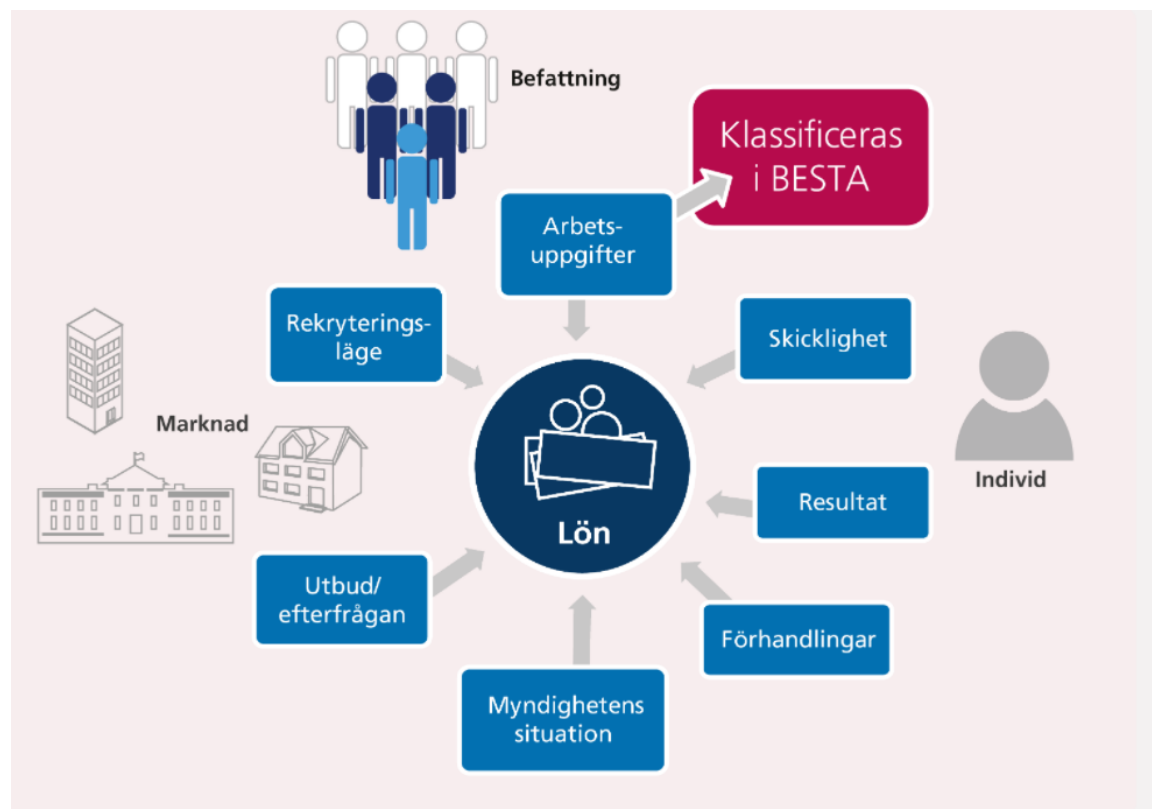 Befattning
Klassificeras
i BESTA
Arbets-
uppgifter
Rekryterings-
läge
Skicklighet
Marknad
Individ
Resultat
Lön
Utbud/
efterfrågan
Förhandlingar
Myndighetens
situation